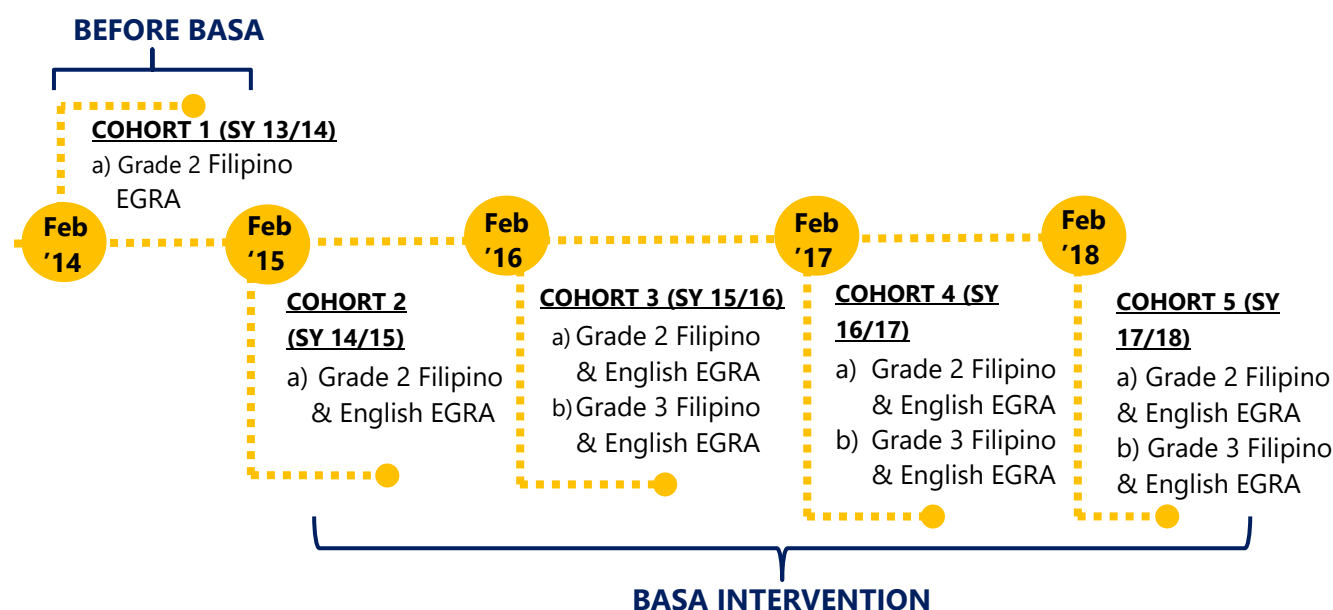 BEFORE BASA
COHORT 1 (SY 13/14)
a) Grade 2 Filipino
EGRA
Feb
’14
Feb
’15
Feb
’16
Feb
’17
Feb
’18
COHORT 2
(SY 14/15)
a) Grade 2 Filipino
& English EGRA
COHORT 3 (SY 15/16)
a) Grade 2 Filipino
& English EGRA
b) Grade 3 Filipino
& English EGRA
COHORT 4 (SY
16/17)
a) Grade 2 Filipino
& English EGRA
b) Grade 3 Filipino
& English EGRA
COHORT 5 (SY
17/18)
a) Grade 2 Filipino
& English EGRA
b) Grade 3 Filipino
& English EGRA
BASA INTERVENTION